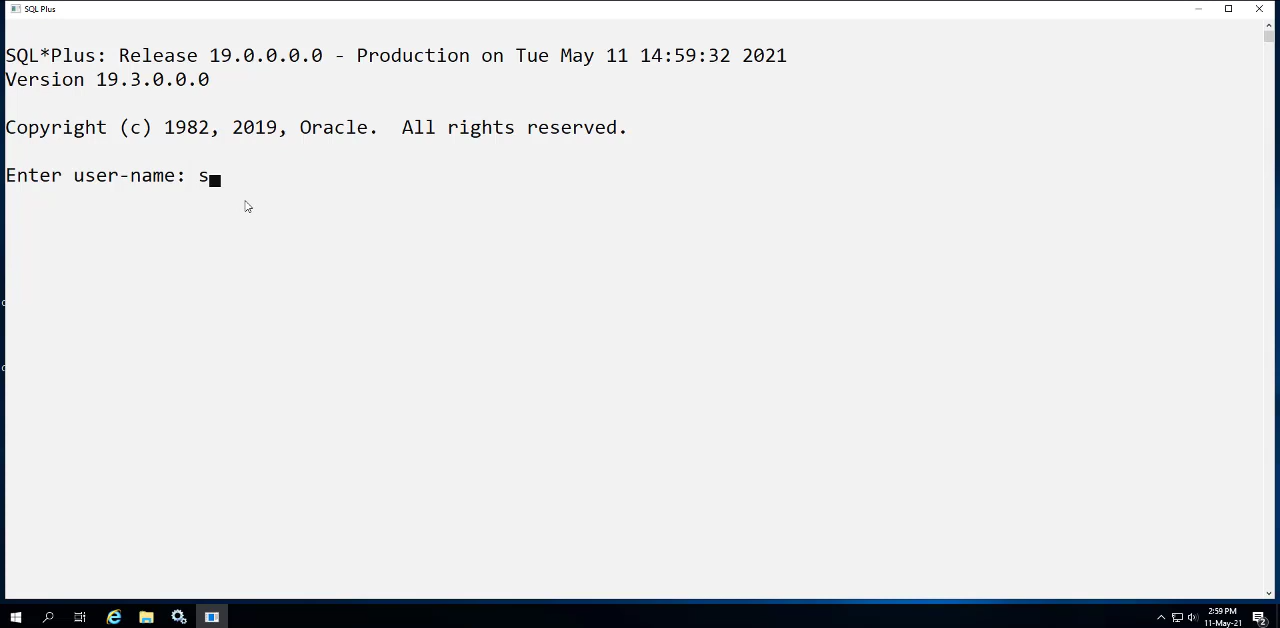 SQL Plus
SQL*Plus: Release 19.0.0.0.0 - Production on Tue May 11 14:59:32 2021
Version 19.3.0.0.0
Copyright (c) 1982, 2019, Oracle.  All rights reserved.
Enter user-name: s
2:59 PM
11-May-21
2